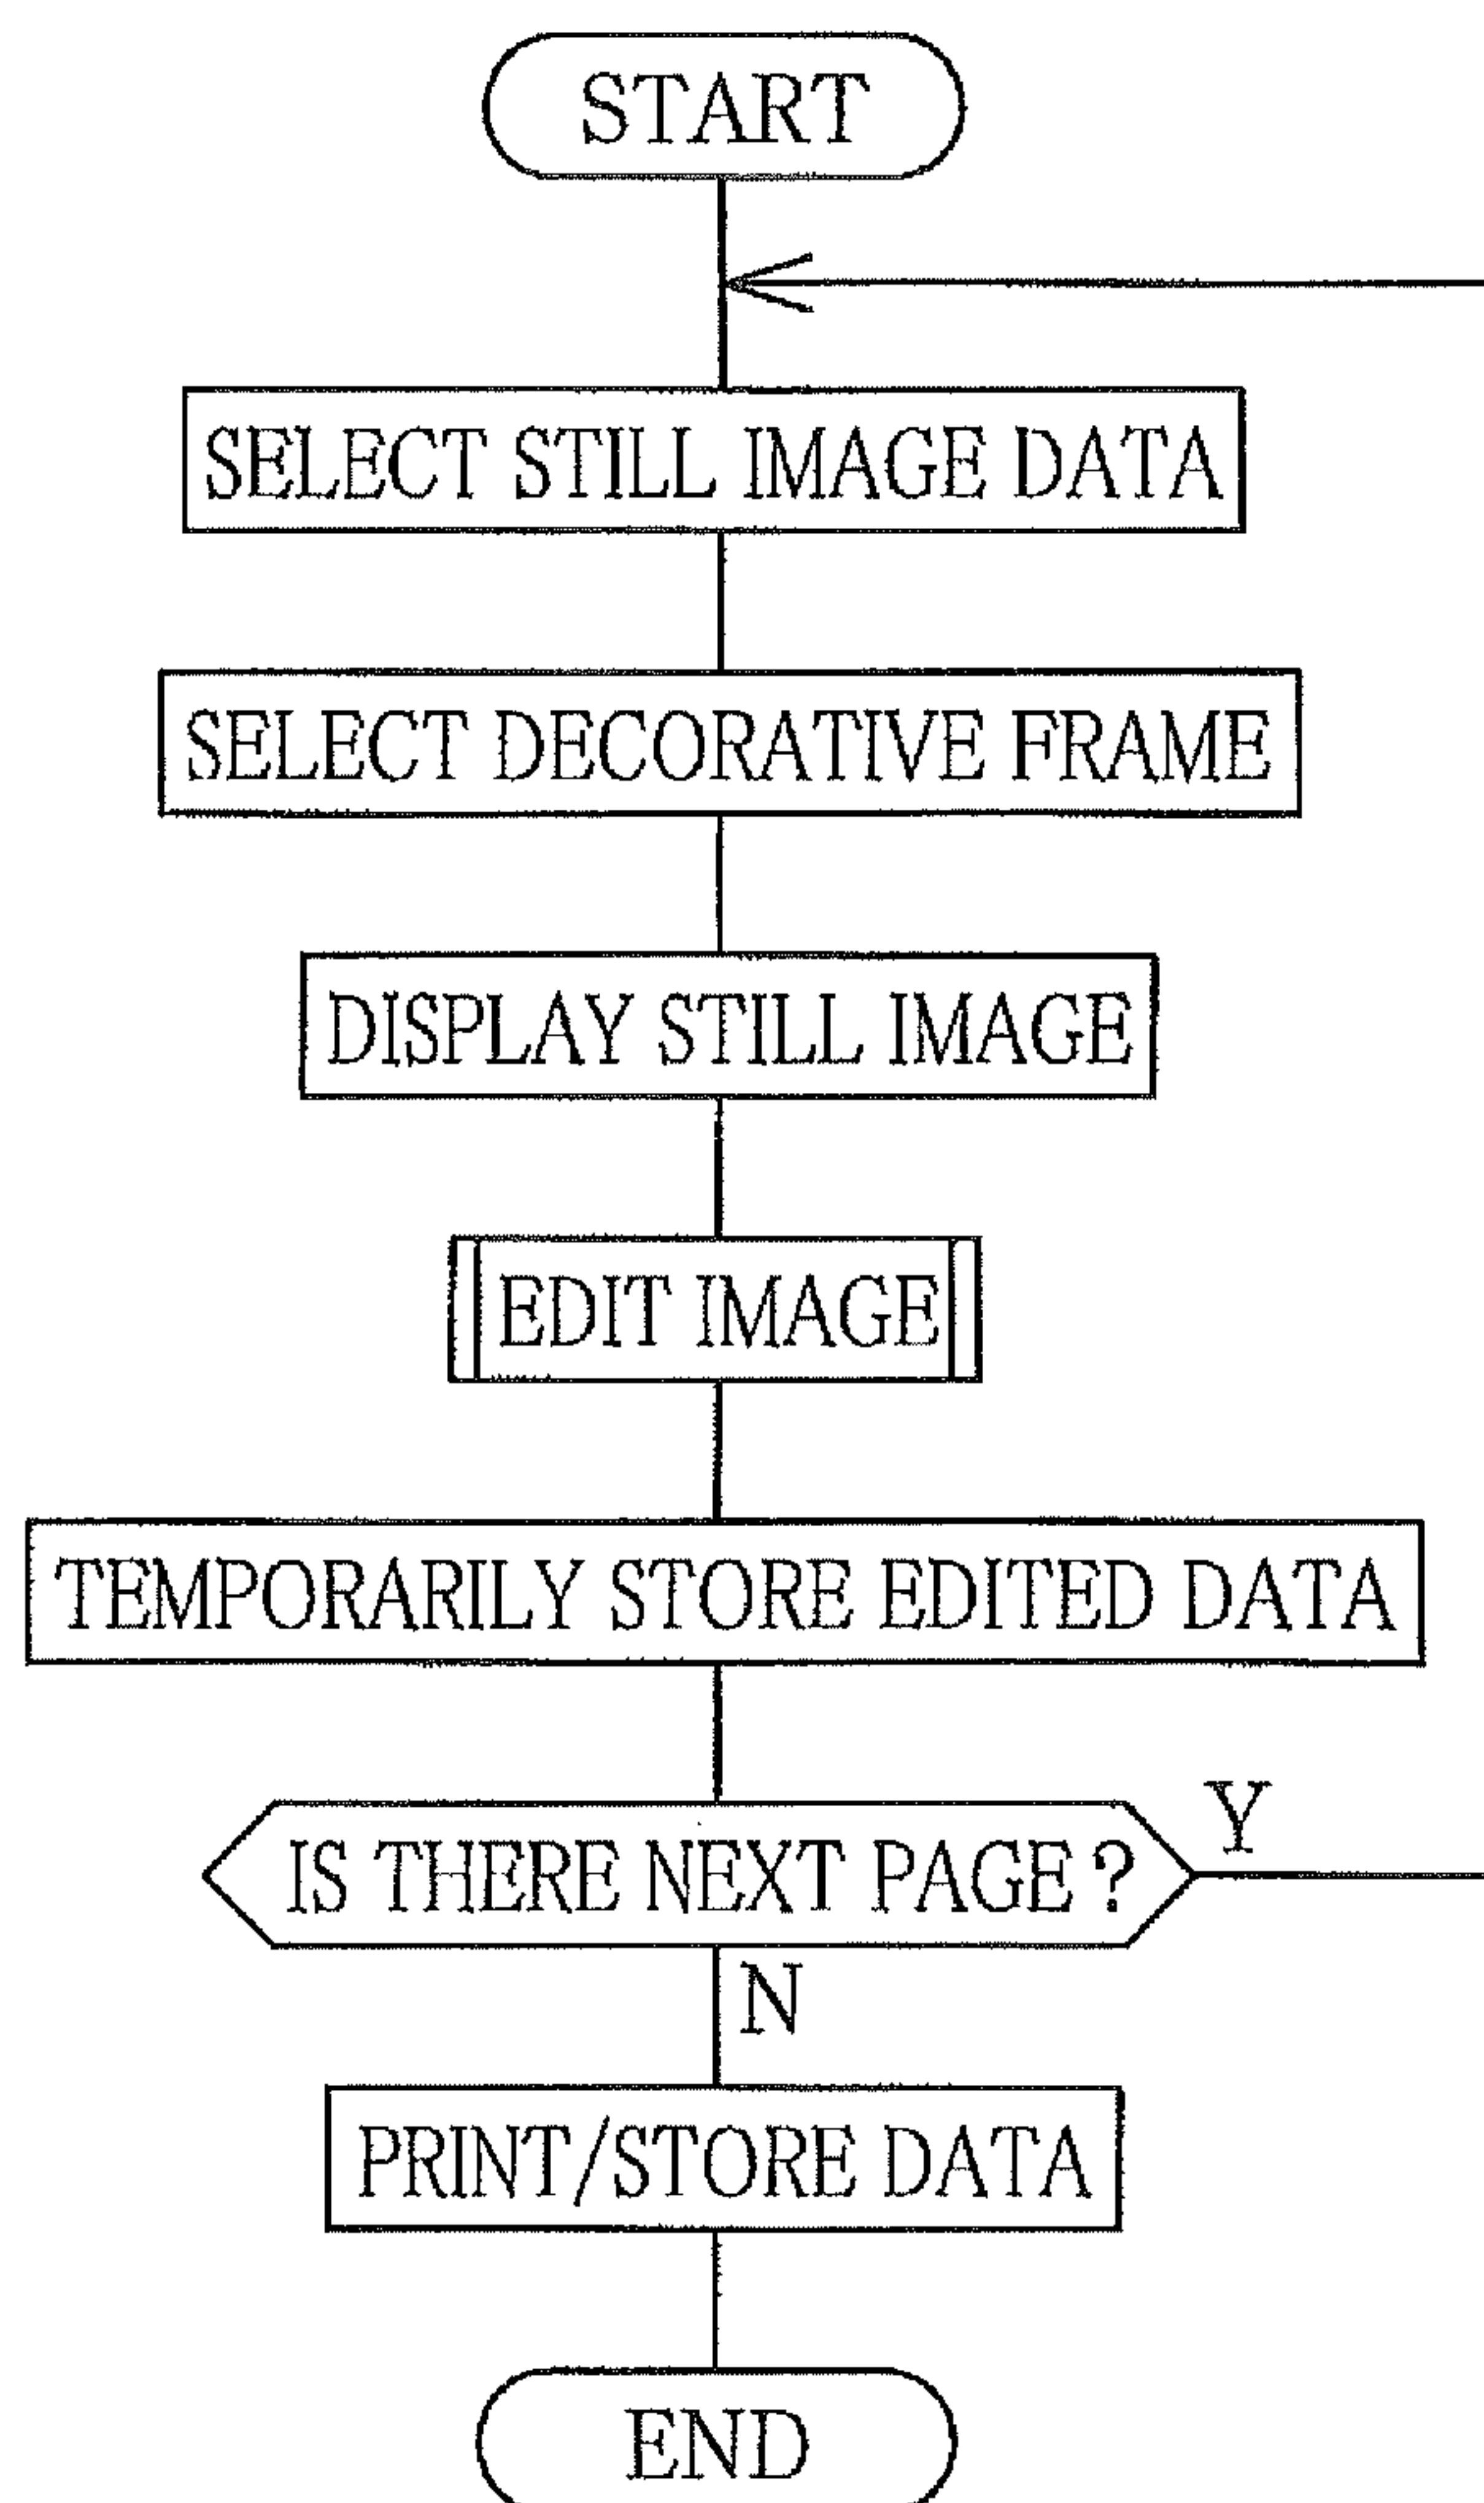 START
SELECT STILL IMAGE DATA
SELECT DECORATIVE FRAME
DISPLAY STILL IMAGE
EDIT IMAGE
TEMPORARILY STORE EDITED DATA
IS THERE NEXT PAGE?
Y
N
PRINT/STORE DATA
END